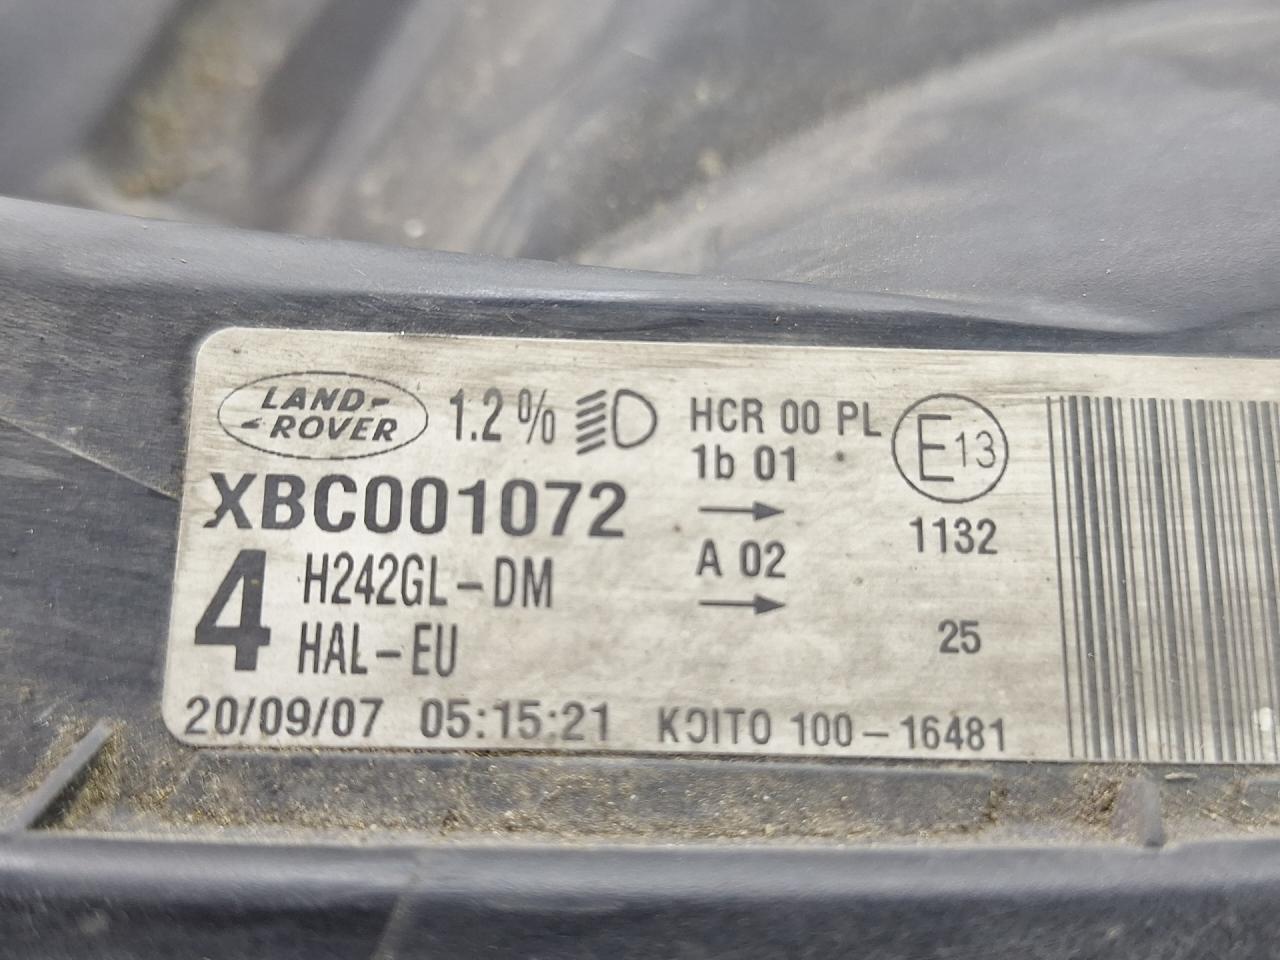 LAND-
-ROVER
1.2%
HCR 00 PL
1b 01
E13
XBC001072
→
1132
4
H242GL-DM
A 02
→
HAL-EU
25
20/09/07 05:15:21 KOITO 100-16481